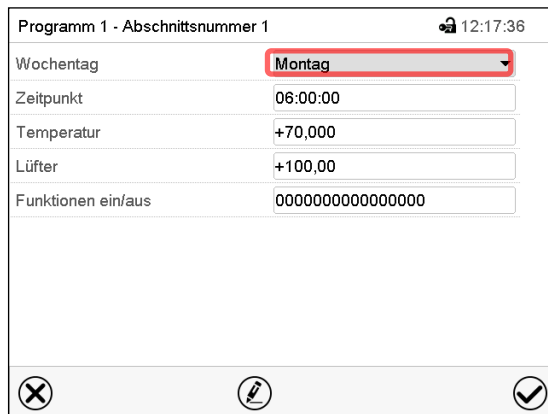 Programm 1 - Abschnittsnummer 1 12:17:36
Wochentag Montag
Zeitpunkt 06:00:00
Temperatur +70,000
Lüfter +100,00
Funktionen ein/aus 0000000000000000